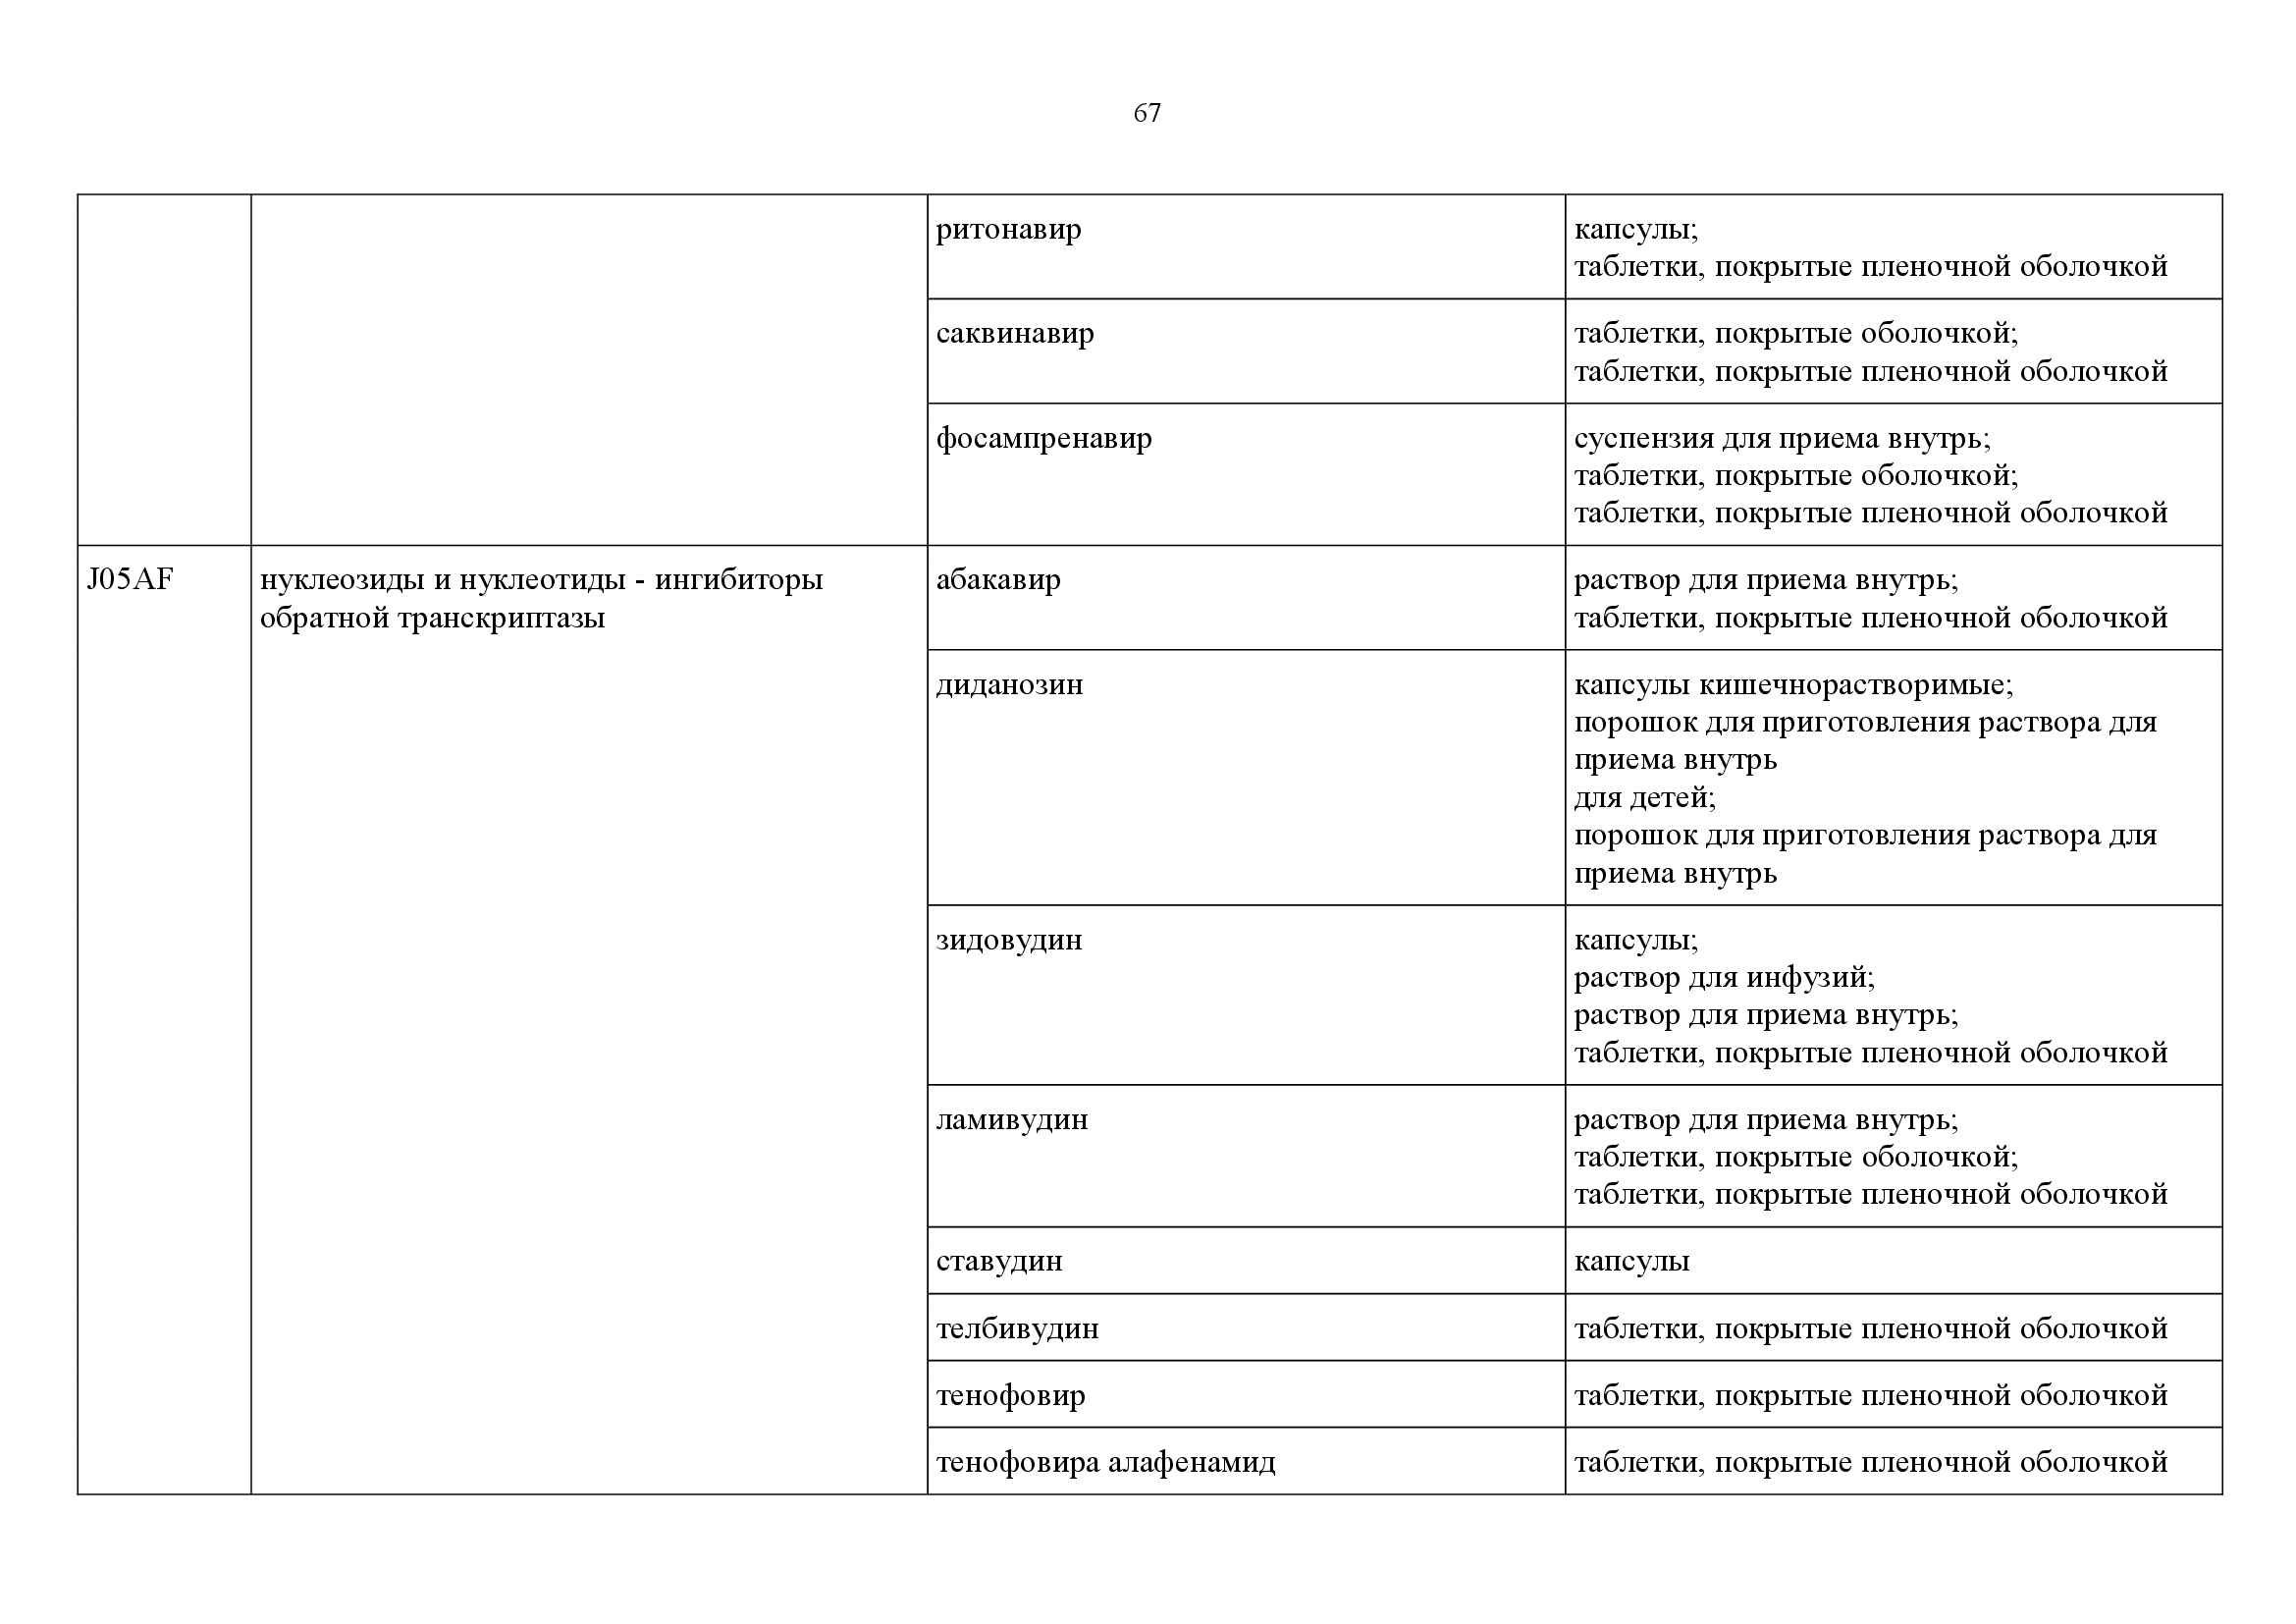 67
ритонавир
капсулы;
таблетки, покрытые пленочной оболочкой
саквинавир
таблетки, покрытые оболочкой;
таблетки, покрытые пленочной оболочкой
фосампренавир
суспензия для приема внутрь;
таблетки, покрытые оболочкой;
таблетки, покрытые пленочной оболочкой
J05AF
нуклеозиды и нуклеотиды - ингибиторы
обратной транскриптазы
абакавир
раствор для приема внутрь;
таблетки, покрытые пленочной оболочкой
диданозин
капсулы кишечнорастворимые;
порошок для приготовления раствора для
приема внутрь
для детей;
порошок для приготовления раствора для
приема внутрь
зидовудин
капсулы;
раствор для инфузий;
раствор для приема внутрь;
таблетки, покрытые пленочной оболочкой
ламивудин
раствор для приема внутрь;
таблетки, покрытые оболочкой;
таблетки, покрытые пленочной оболочкой
ставудин
капсулы
телбивудин
таблетки, покрытые пленочной оболочкой
тенофовир
таблетки, покрытые пленочной оболочкой
тенофовира алафенамид
таблетки, покрытые пленочной оболочкой